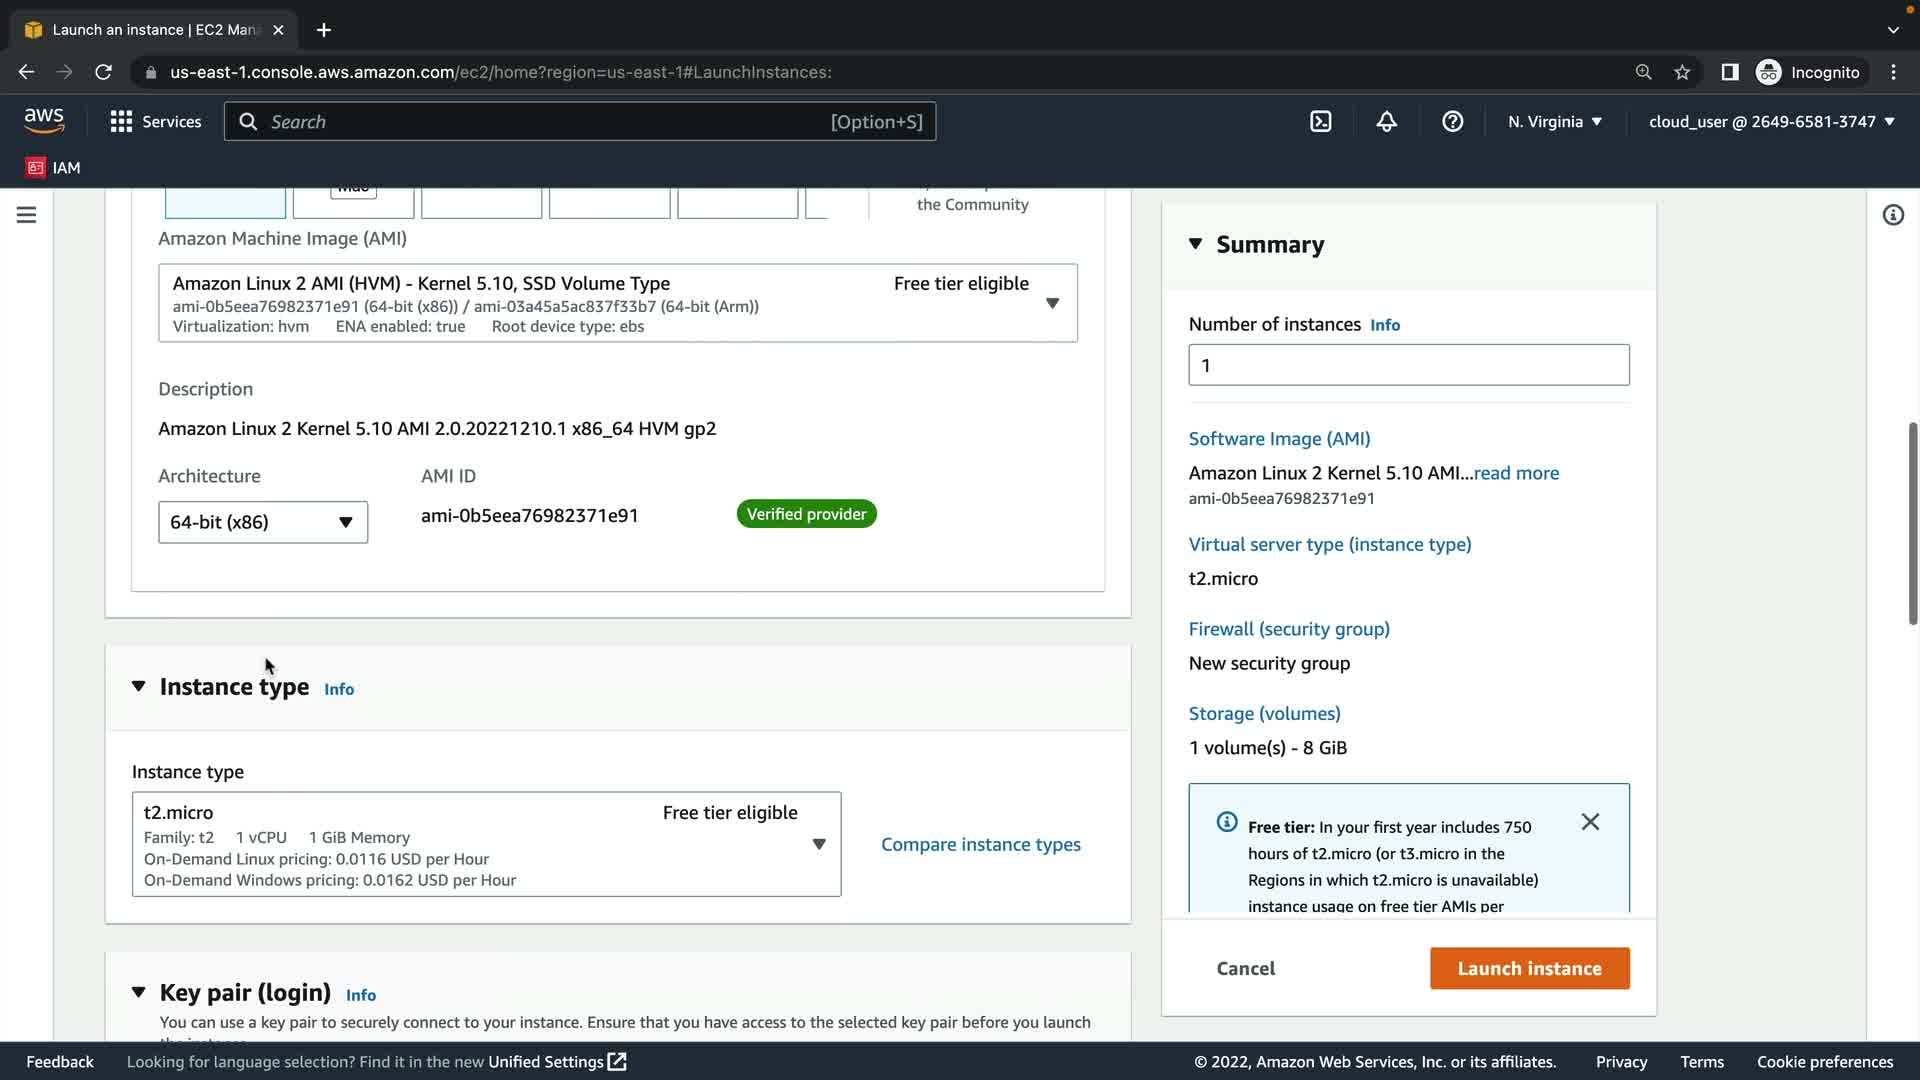 Launch an instance | EC2 Man
us-east-1.console.aws.amazon.com/ec2/home?region=us-east-1#LaunchInstances:
Incognito
aws
Services
Search
[Option+S]
N. Virginia
cloud_user @ 2649-6581-3747
IAM
the Community
Amazon Machine Image (AMI)
Amazon Linux 2 AMI (HVM) - Kernel 5.10, SSD Volume Type
Free tier eligible
ami-0b5eea76982371e91 (64-bit (x86)) / ami-03a45a5ac837f33b7 (64-bit (Arm))
Virtualization: hvm ENA enabled: true Root device type: ebs
Description
Amazon Linux 2 Kernel 5.10 AMI 2.0.20221210.1 x86_64 HVM gp2
Architecture
AMI ID
64-bit (x86)
ami-0b5eea76982371e91
Verified provider
Instance type Info
Instance type
t2.micro
Free tier eligible
Family: t2 1 vCPU 1 GiB Memory
On-Demand Linux pricing: 0.0116 USD per Hour
On-Demand Windows pricing: 0.0162 USD per Hour
Compare instance types
Key pair (login) Info
You can use a key pair to securely connect to your instance. Ensure that you have access to the selected key pair before you launch
Summary
Number of instances Info
1
Software Image (AMI)
Amazon Linux 2 Kernel 5.10 AMI...read more
ami-0b5eea76982371e91
Virtual server type (instance type)
t2.micro
Firewall (security group)
New security group
Storage (volumes)
1 volume(s) - 8 GiB
Free tier: In your first year includes 750
hours of t2.micro (or t3.micro in the
Regions in which t2.micro is unavailable)
instance usage on free tier AMIs per
Cancel
Launch instance
Feedback
Looking for language selection? Find it in the new Unified Settings
© 2022, Amazon Web Services, Inc. or its affiliates.
Privacy
Terms
Cookie preferences